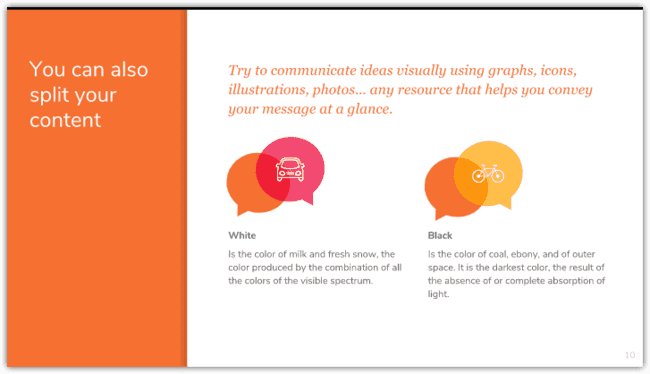 You can also
split your
content
Try to communicate ideas visually using graphs, icons,
illustrations, photos... any resource that helps you convey
your message at a glance.
White
Is the color of milk and fresh snow, the
color produced by the combination of all
the colors of the visible spectrum.
Black
Is the color of coal, ebony, and of outer
space. It is the darkest color, the result of
the absence of or complete absorption of
light.
10